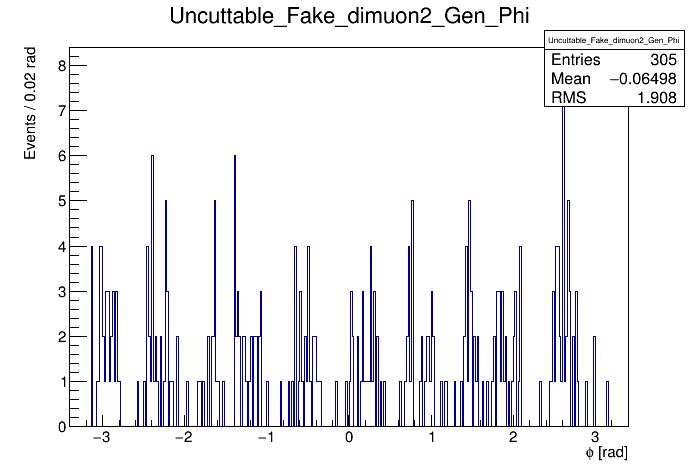 Uncuttable_Fake_dimuon2_Gen_Phi
Uncuttable_Fake_dimuon2_Gen_Phi
Entries 305
Mean −0.06498
RMS 1.908
Events / 0.02 rad
8
7
6
5
4
3
2
1
0
−3 −2 −1 0 1 2 3
ϕ [rad]